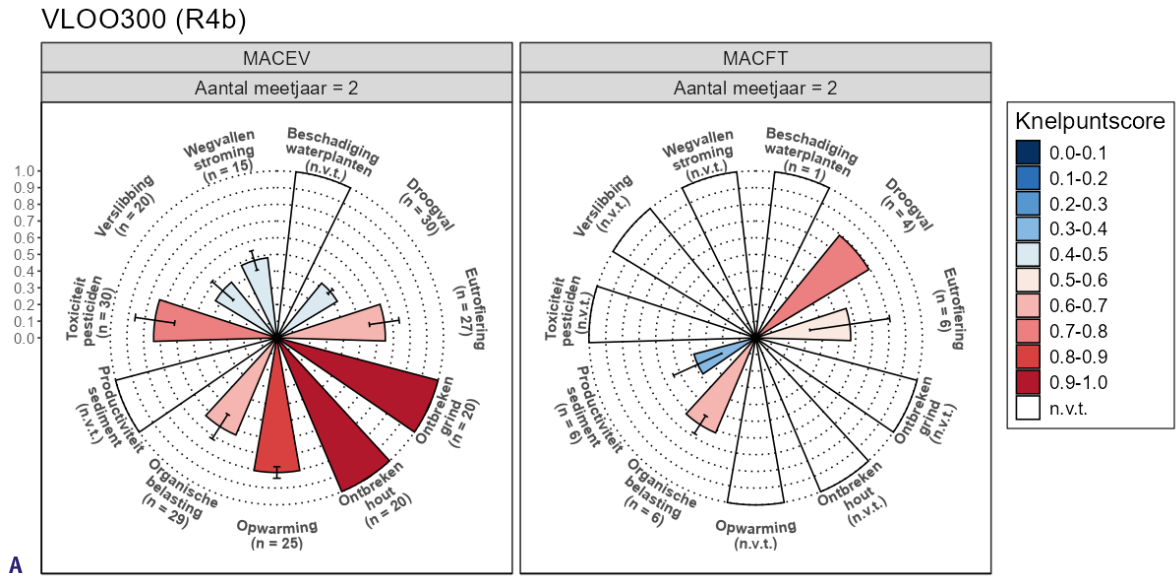 VLOO300 (R4b)
MACEV
Aantal meetjaar = 2
1.0
0.9
0.8
0.7
0.6
0.5
0.4
0.3
0.2
0.1
0.0
Beschadiging
waterplanten
(n.v.t.)
Droogval
(n = 30)
Eutrofiering
(n = 27)
Ontbreken
grind
(n = 20)
Ontbreken
hout
(n = 20)
Opwarming
(n = 25)
Organische
belasting
(n = 29)
Productiviteit
sediment
(n.v.t.)
Toxiciteit
pesticiden
(n = 30)
Verslibbing
(n = 20)
Wegvallen
stroming
(n = 15)
MACFT
Aantal meetjaar = 2
Beschadiging
waterplanten
(n = 1)
Droogval
(n = 4)
Eutrofiering
(n = 6)
Ontbreken
grind
(n.v.t.)
Ontbreken
hout
(n.v.t.)
Opwarming
(n.v.t.)
Organische
belasting
(n = 6)
Productiviteit
sediment
(n = 6)
Toxiciteit
pesticiden
(n.v.t.)
Verslibbing
(n.v.t.)
Wegvallen
stroming
(n.v.t.)
Knelpuntscore
0.0-0.1
0.1-0.2
0.2-0.3
0.3-0.4
0.4-0.5
0.5-0.6
0.6-0.7
0.7-0.8
0.8-0.9
0.9-1.0
n.v.t.
A